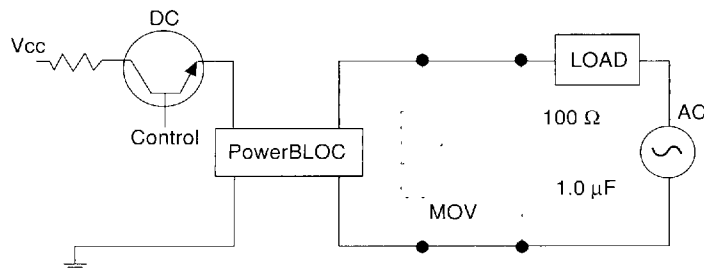 DC
Vcc
Control
PowerBLOC
LOAD
100 Ω
AC
1.0 µF
MOV